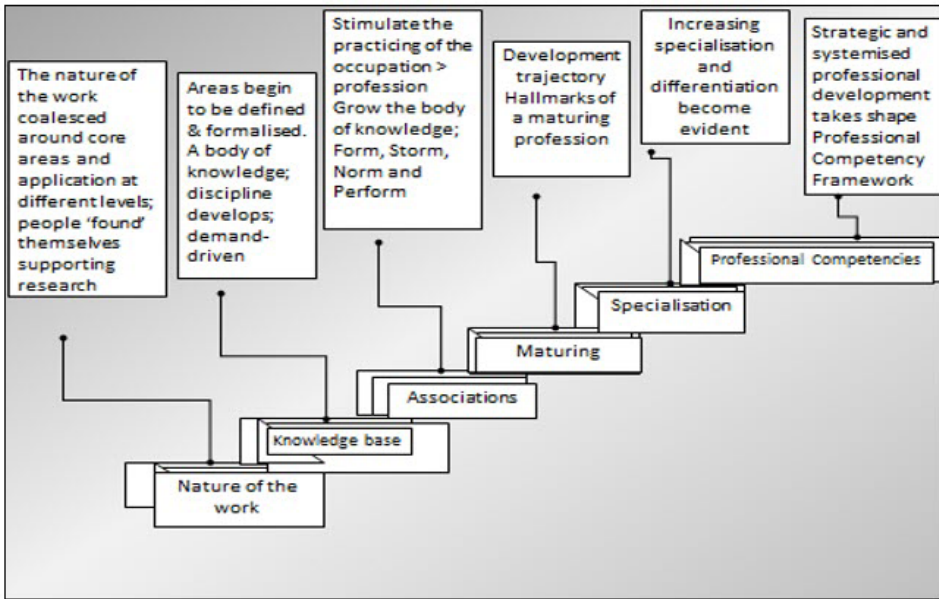 The nature of
the work
coalesced
around core
areas and
application at
different levels;
people ‘found’
themselves
supporting
research
Areas begin
to be defined
& formalised.
A body of
knowledge;
discipline
develops;
demand-
driven
Stimulate the
practicing of the
occupation >
profession
Grow the body
of knowledge;
Form, Storm,
Norm and
Perform
Development
trajectory
Hallmarks of
a maturing
profession
Increasing
specialisation
and
differentiation
become
evident
Strategic and
systemised
professional
development
takes shape
Professional
Competency
Framework
Professional Competencies
Specialisation
Maturing
Associations
Knowledge base
Nature of the
work